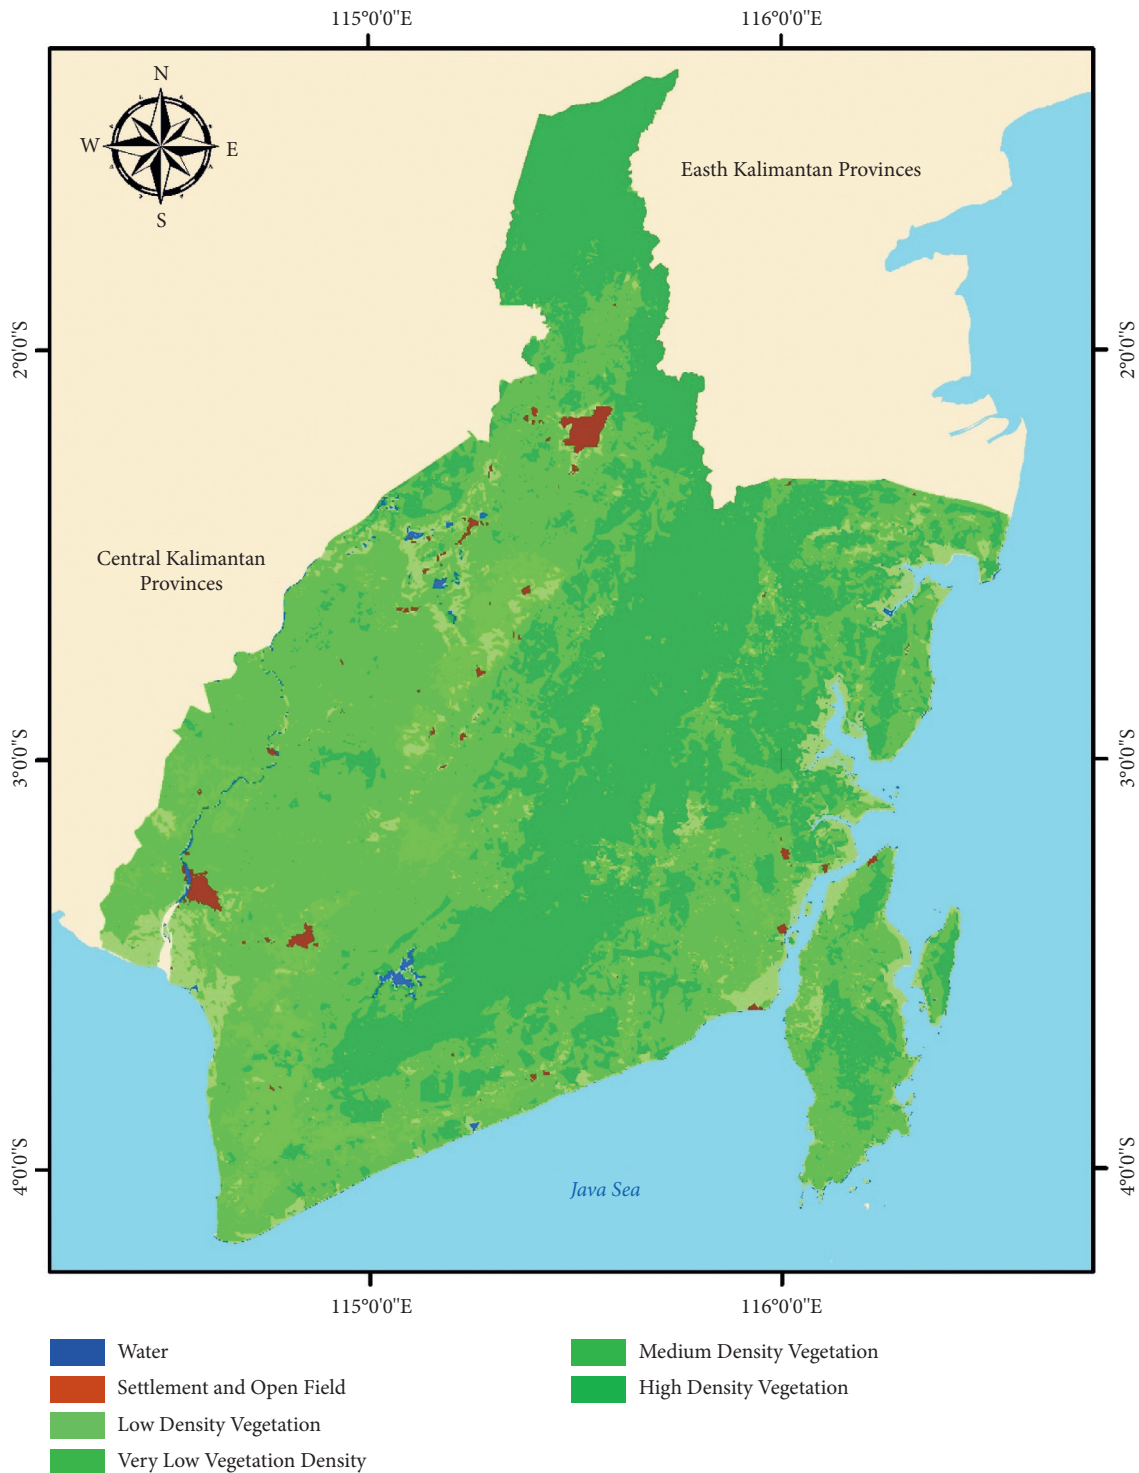 115°0'0"E
116°0'0"E
N
W
E
S
Easth Kalimantan Provinces
2°0'0"S
2°0'0"S
Central Kalimantan
Provinces
3°0'0"S
3°0'0"S
4°0'0"S
4°0'0"S
Java Sea
115°0'0"E
116°0'0"E
Water
Settlement and Open Field
Low Density Vegetation
Very Low Vegetation Density
Medium Density Vegetation
High Density Vegetation